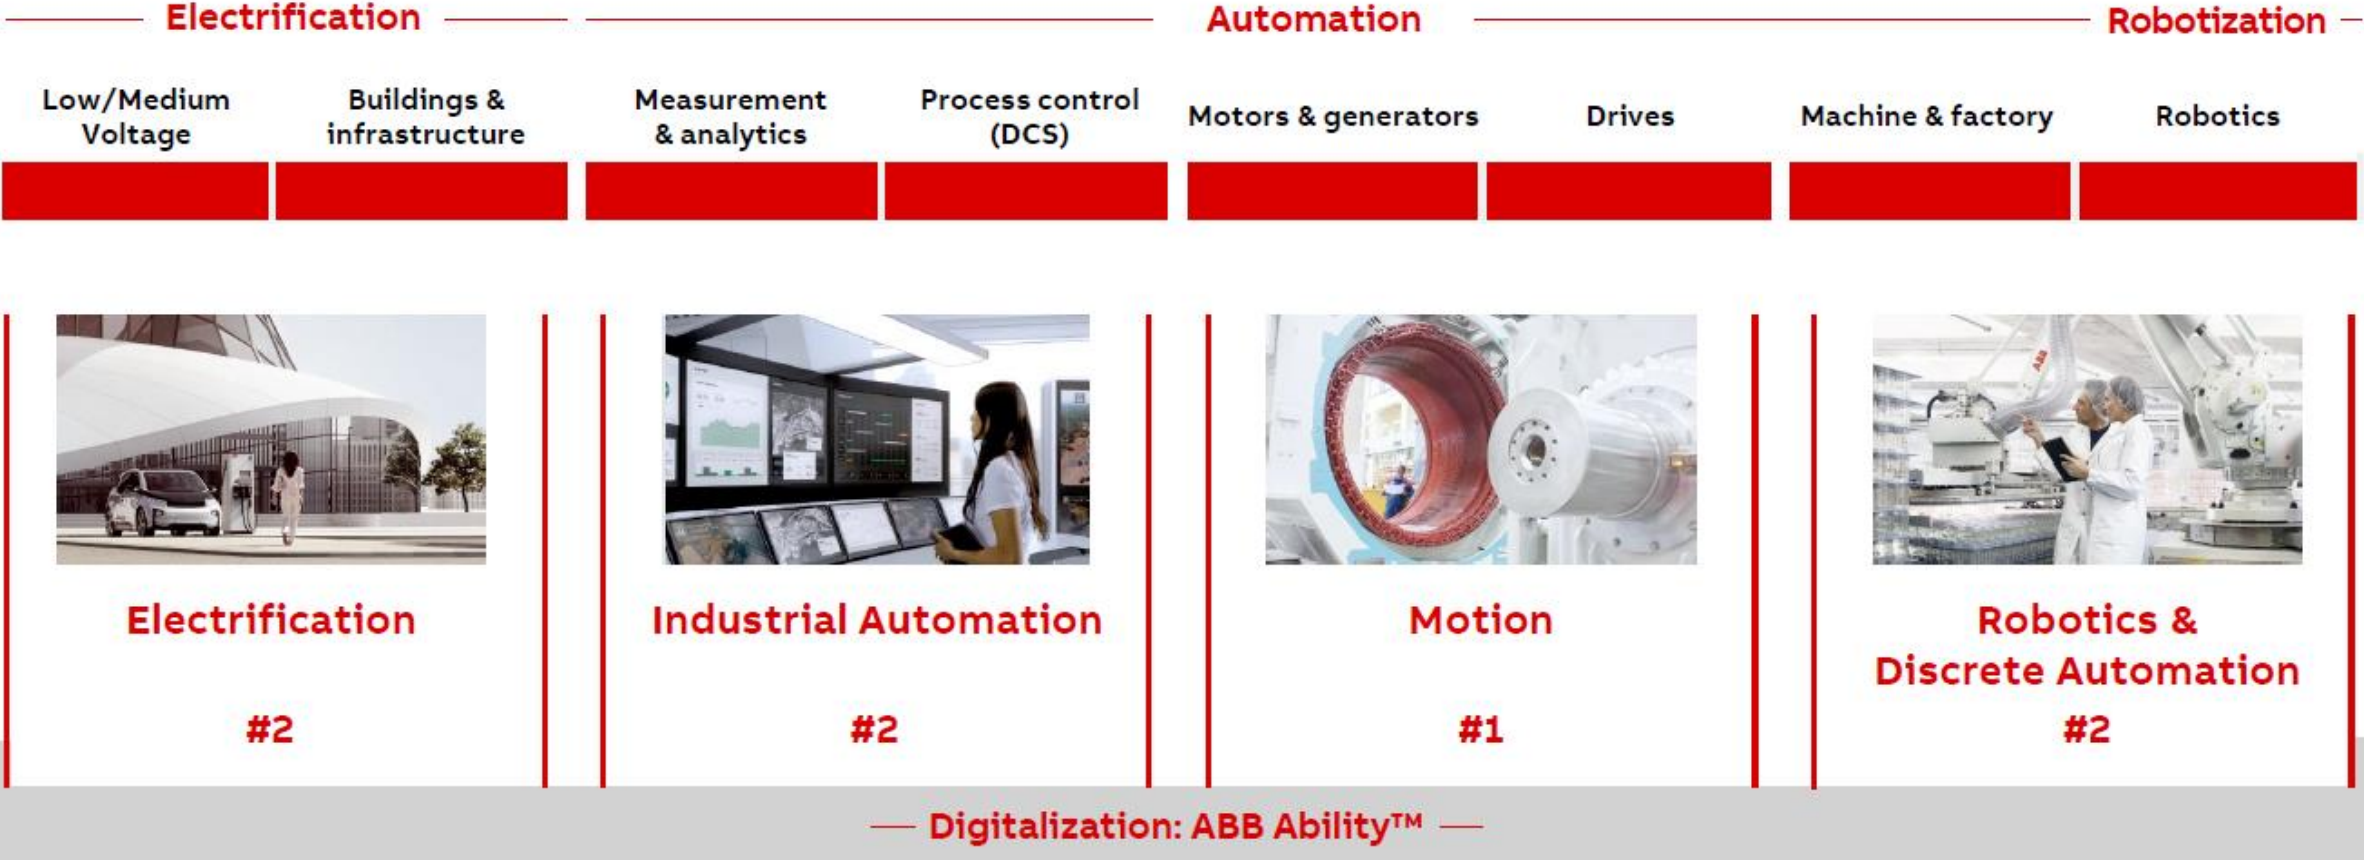 Electrification
Automation
Robotization
Low/Medium
Voltage
Buildings &
infrastructure
Measurement
& analytics
Process control
(DCS)
Motors & generators
Drives
Machine & factory
Robotics
ABB
Electrification
#2
Industrial Automation
#2
Motion
#1
Robotics &
Discrete Automation
#2
Digitalization: ABB Ability™